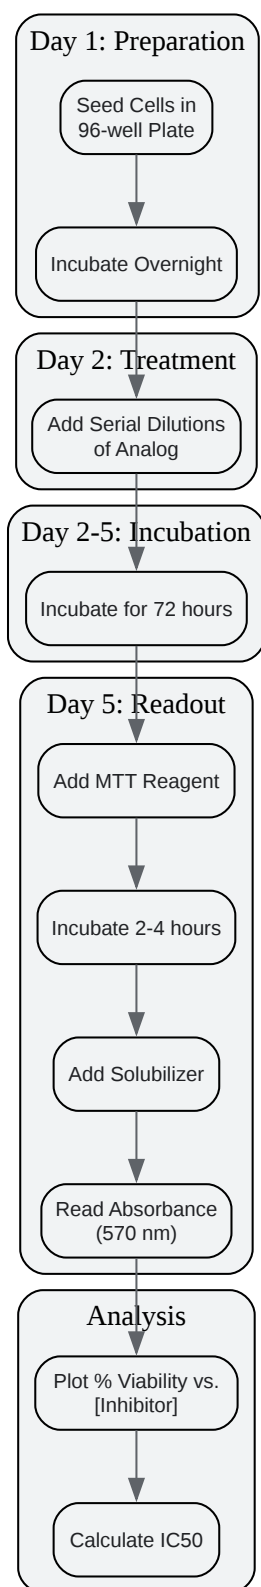 Day 1: Preparation
Seed Cells in
96-well Plate
Incubate Overnight
Day 2: Treatment
Add Serial Dilutions
of Analog
Day 2-5: Incubation
Incubate for 72 hours
Day 5: Readout
Add MTT Reagent
Incubate 2-4 hours
Add Solubilizer
Read Absorbance
(570 nm)
Analysis
Plot % Viability vs.
[Inhibitor]
Calculate IC50